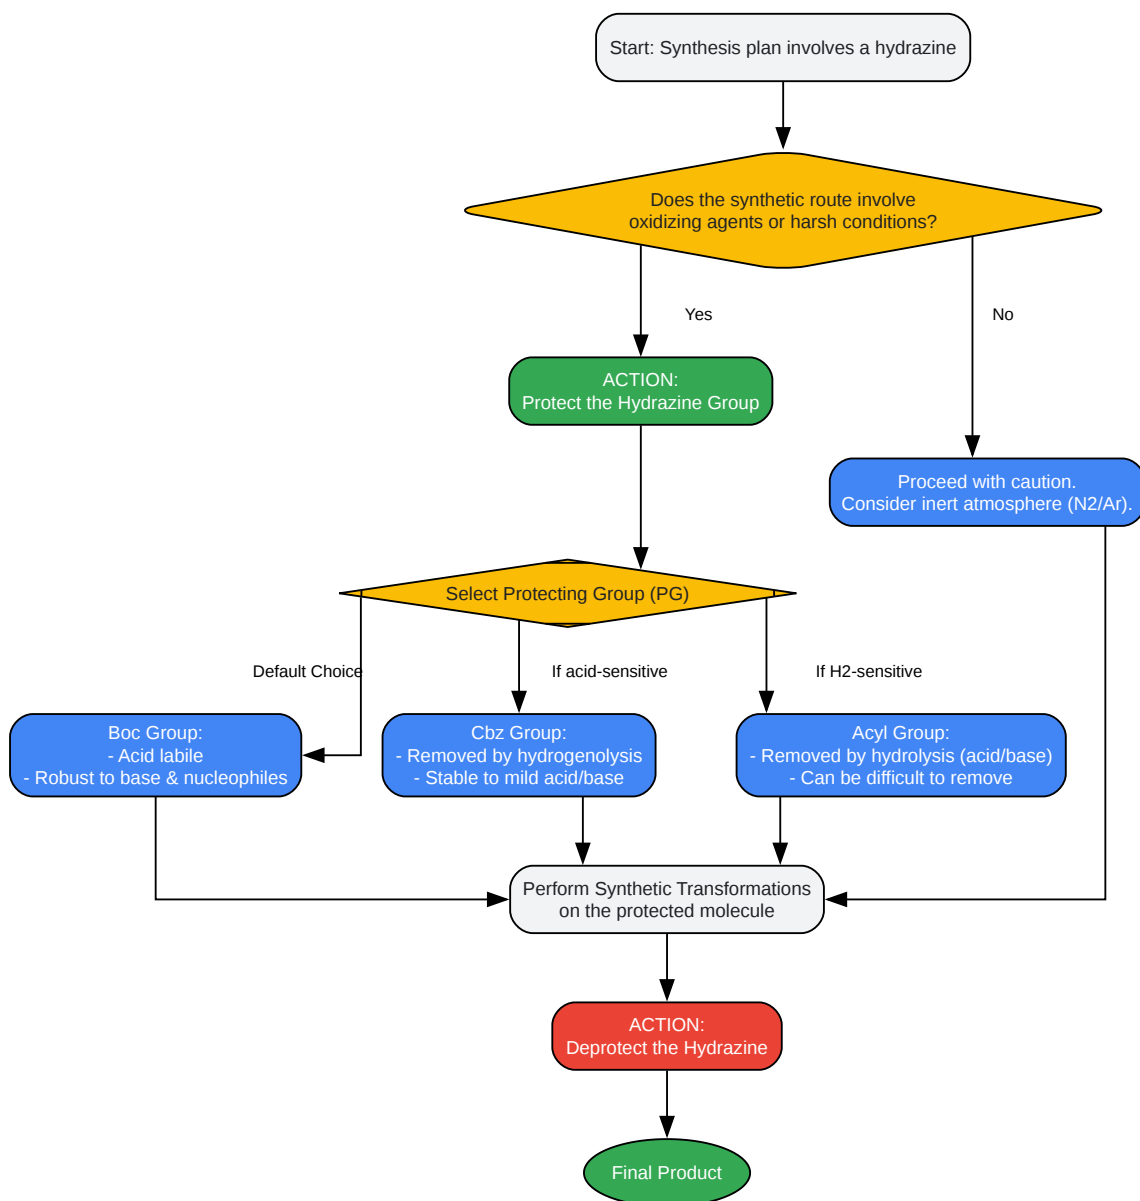 Start: Synthesis plan involves a hydrazine
Does the synthetic route involve
oxidizing agents or harsh conditions?
Yes
No
ACTION:
Protect the Hydrazine Group
Proceed with caution.
Consider inert atmosphere (N2/Ar).
Select Protecting Group (PG)
Default Choice
If acid-sensitive
If H2-sensitive
Boc Group:
- Acid labile
- Robust to base & nucleophiles
Cbz Group:
- Removed by hydrogenolysis
- Stable to mild acid/base
Acyl Group:
- Removed by hydrolysis (acid/base)
- Can be difficult to remove
Perform Synthetic Transformations
on the protected molecule
ACTION:
Deprotect the Hydrazine
Final Product